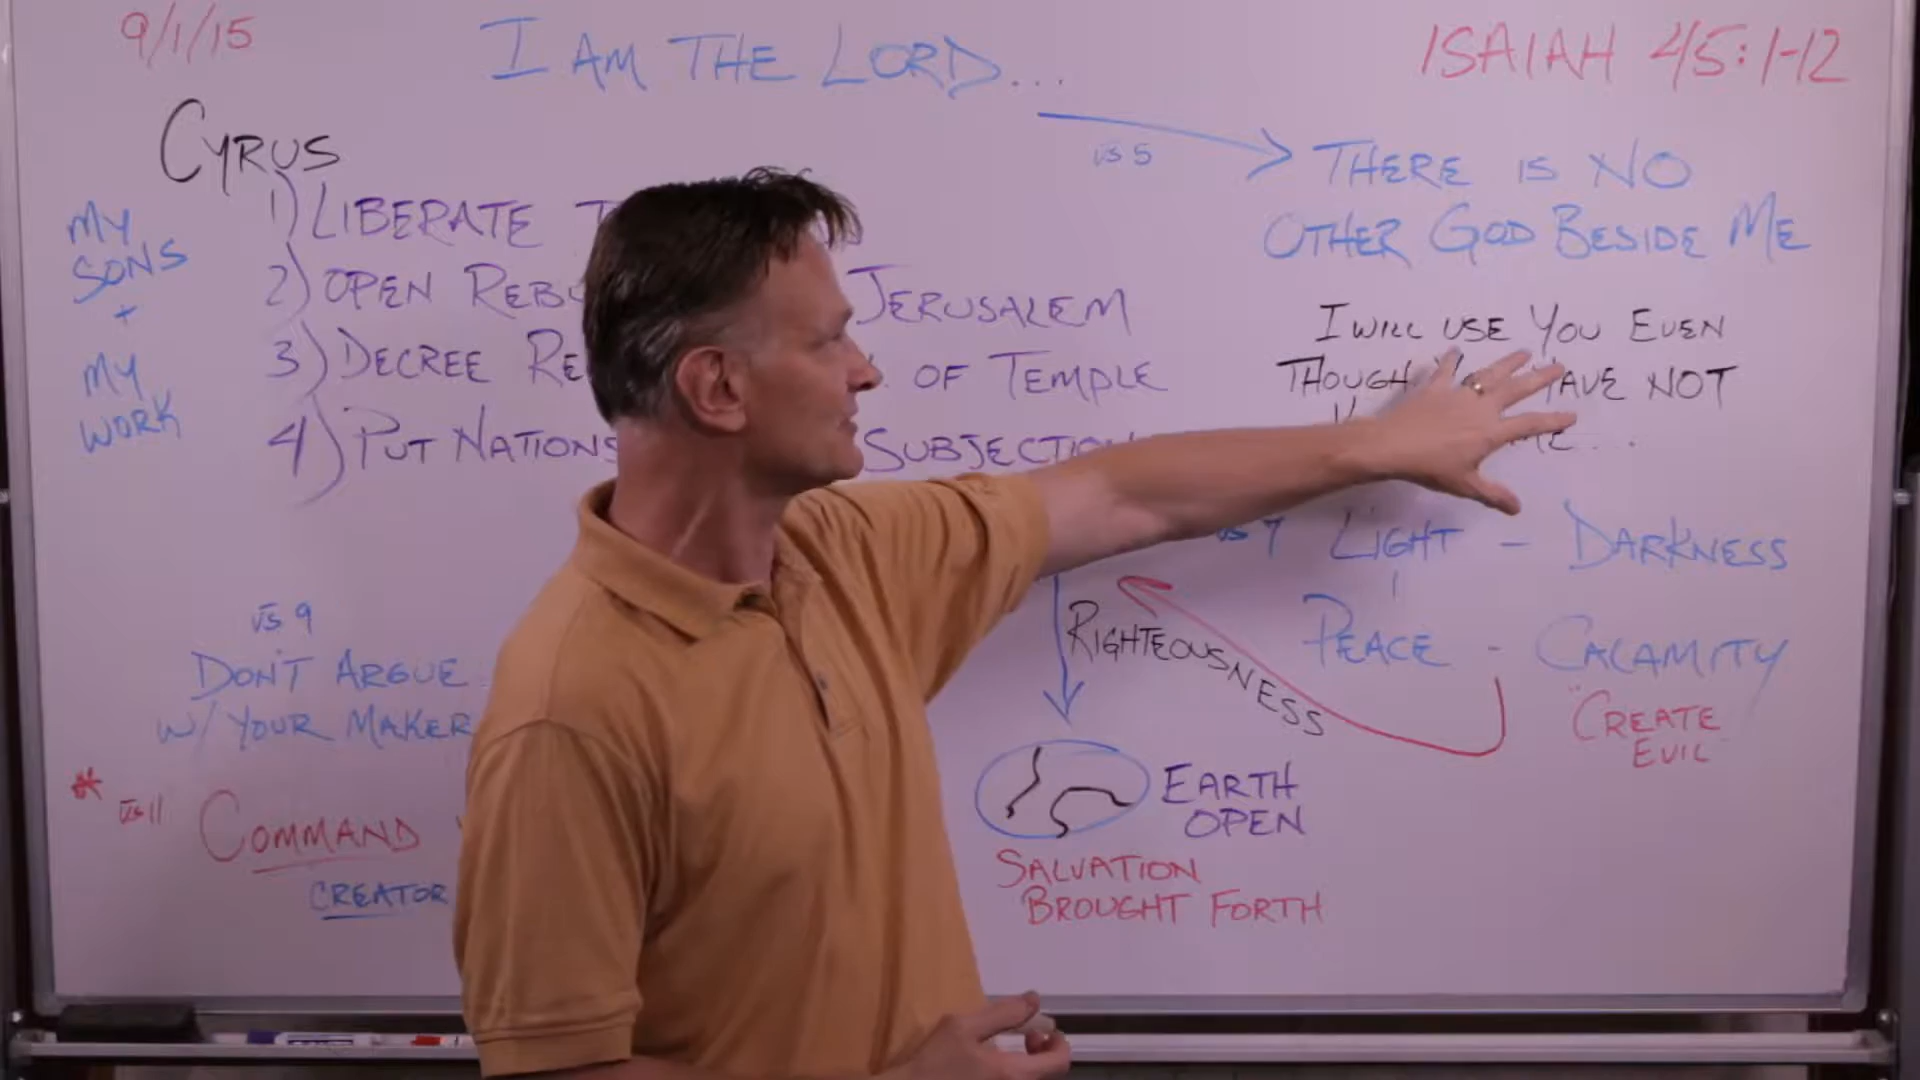 9/1/15
I AM THE LORD...
ISAIAH 45:1-12
CYRUS
MY
SONS
+
MY
WORK
1) LIBERATE
2) OPEN JERUSALEM
3) DECREE OF TEMPLE
4) PUT NATIONS SUBJECTION
VS 5
THERE IS NO
OTHER GOD BESIDE ME
I WILL USE YOU EVEN
THOUGH HAVE NOT
ME...
VS 7 LIGHT - DARKNESS
PEACE - CALAMITY
"CREATE
EVIL
RIGHTEOUSNESS
VS 9
DON'T ARGUE
W/ YOUR MAKER
* VS 11 COMMAND
CREATOR
EARTH
OPEN
SALVATION
BROUGHT FORTH